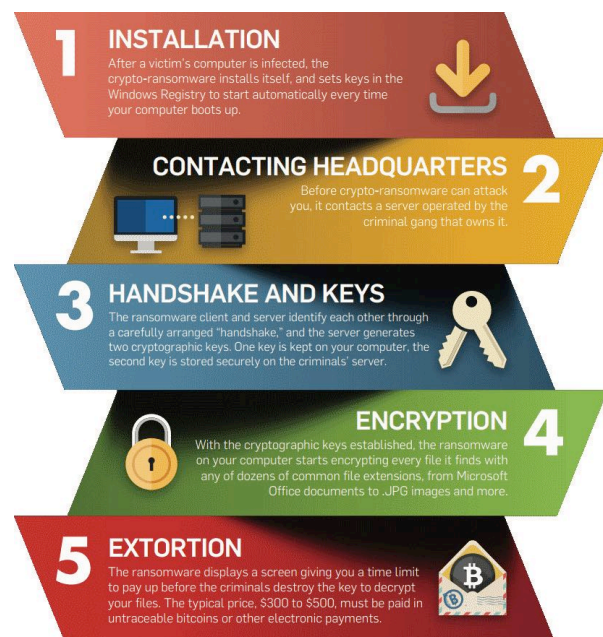 1
INSTALLATION
After a victim's computer is infected, the
crypto-ransomware installs itself, and sets keys in the
Windows Registry to start automatically every time
your computer boots up.
2
CONTACTING HEADQUARTERS
Before crypto-ransomware can attack
you, it contacts a server operated by the
criminal gang that owns it.
3
HANDSHAKE AND KEYS
The ransomware client and server identify each other through
a carefully arranged “handshake,” and the server generates
two cryptographic keys. One key is kept on your computer, the
second key is stored securely on the criminals' server.
4
ENCRYPTION
With the cryptographic keys established, the ransomware
on your computer starts encrypting every file it finds with
any of dozens of common file extensions, from Microsoft
Office documents to .JPG images and more.
5
EXTORTION
The ransomware displays a screen giving you a time limit
to pay up before the criminals destroy the key to decrypt
your files. The typical price, $300 to $500, must be paid in
untraceable bitcoins or other electronic payments.